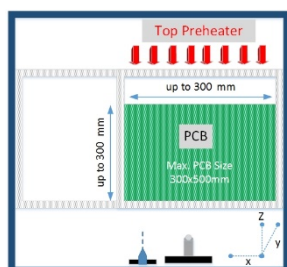 Top Preheater
up to 300 mm
up to 300 mm
PCB
Max. PCB Size
300x500mm
Z
y
x